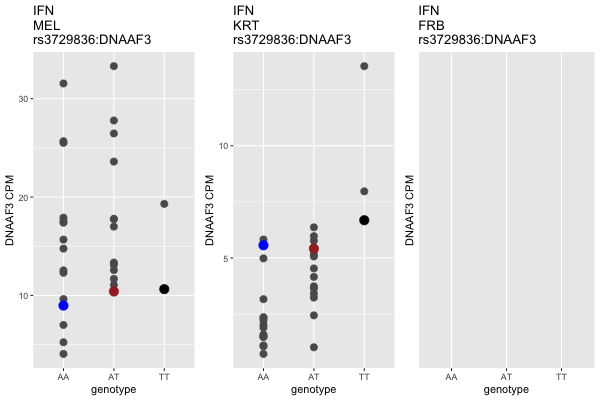 IFN
MEL
rs3729836:DNAAF3
DNAAF3 CPM
30
20
10
AA AT TT
genotype
IFN
KRT
rs3729836:DNAAF3
DNAAF3 CPM
10
5
AA AT TT
genotype
IFN
FRB
rs3729836:DNAAF3
DNAAF3 CPM
AA AT TT
genotype